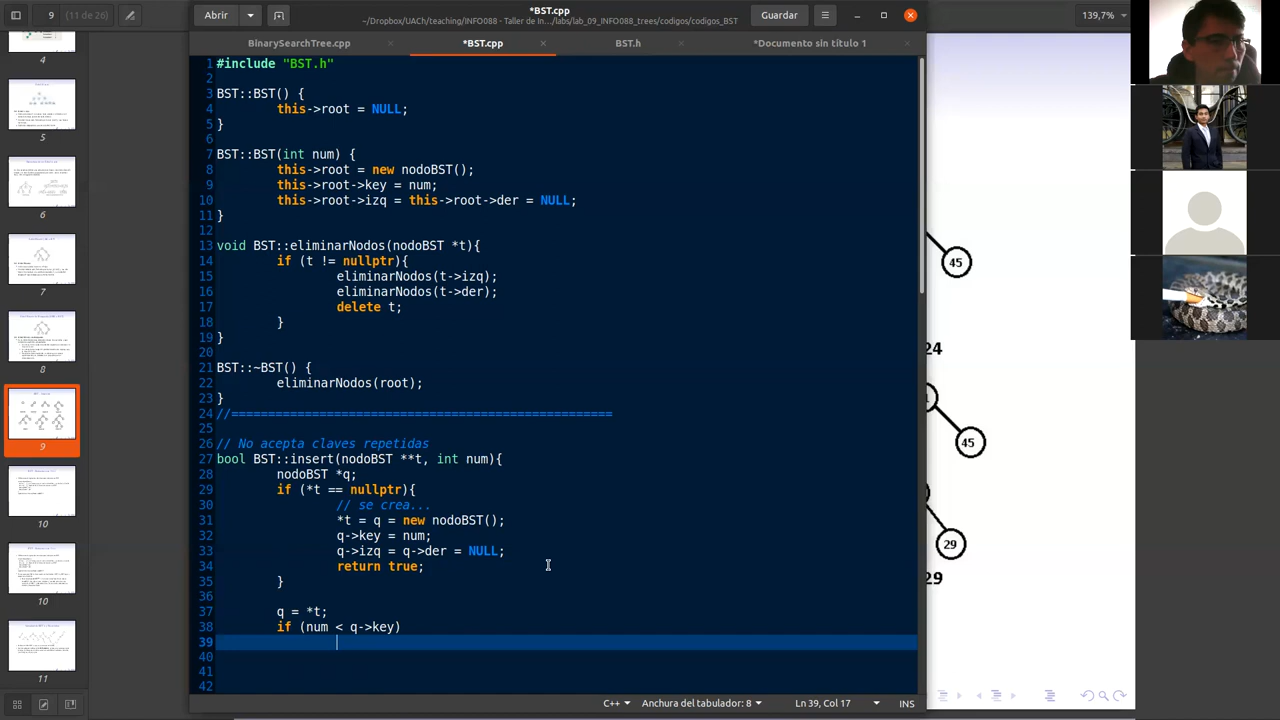 9 (11 de 26)
Abrir
*BST.cpp
~/Dropbox/UACh/teaching/INFO088 - Taller de In.../labs/lab_09_INFO088_trees/codigos/codigos_BST
Guardar
139,7%
BinarySearchTree.cpp
*BST.cpp
BST.h
*Documento sin título 1
1 #include "BST.h"
2
3 BST::BST() {
4 this->root = NULL;
5 }
6
7 BST::BST(int num) {
8 this->root = new nodoBST();
9 this->root->key = num;
10 this->root->izq = this->root->der = NULL;
11 }
12
13 void BST::eliminarNodos(nodoBST *t){
14 if (t != nullptr){
15 eliminarNodos(t->izq);
16 eliminarNodos(t->der);
17 delete t;
18 }
19 }
20
21 BST::~BST() {
22 eliminarNodos(root);
23 }
24 //====================================================
25
26 // No acepta claves repetidas
27 bool BST::insert(nodoBST **t, int num){
28 nodoBST *q;
29 if (*t == nullptr){
30 // se crea...
31 *t = q = new nodoBST();
32 q->key = num;
33 q->izq = q->der = NULL;
34 return true;
35 }
36
37 q = *t;
38 if (num < q->key)
39
40
41
42
C++
Anchura del tabulador: 8
Ln 39, Col 17
INS
4
5
6
7
8
9
10
10
11
45
24
45
29
29